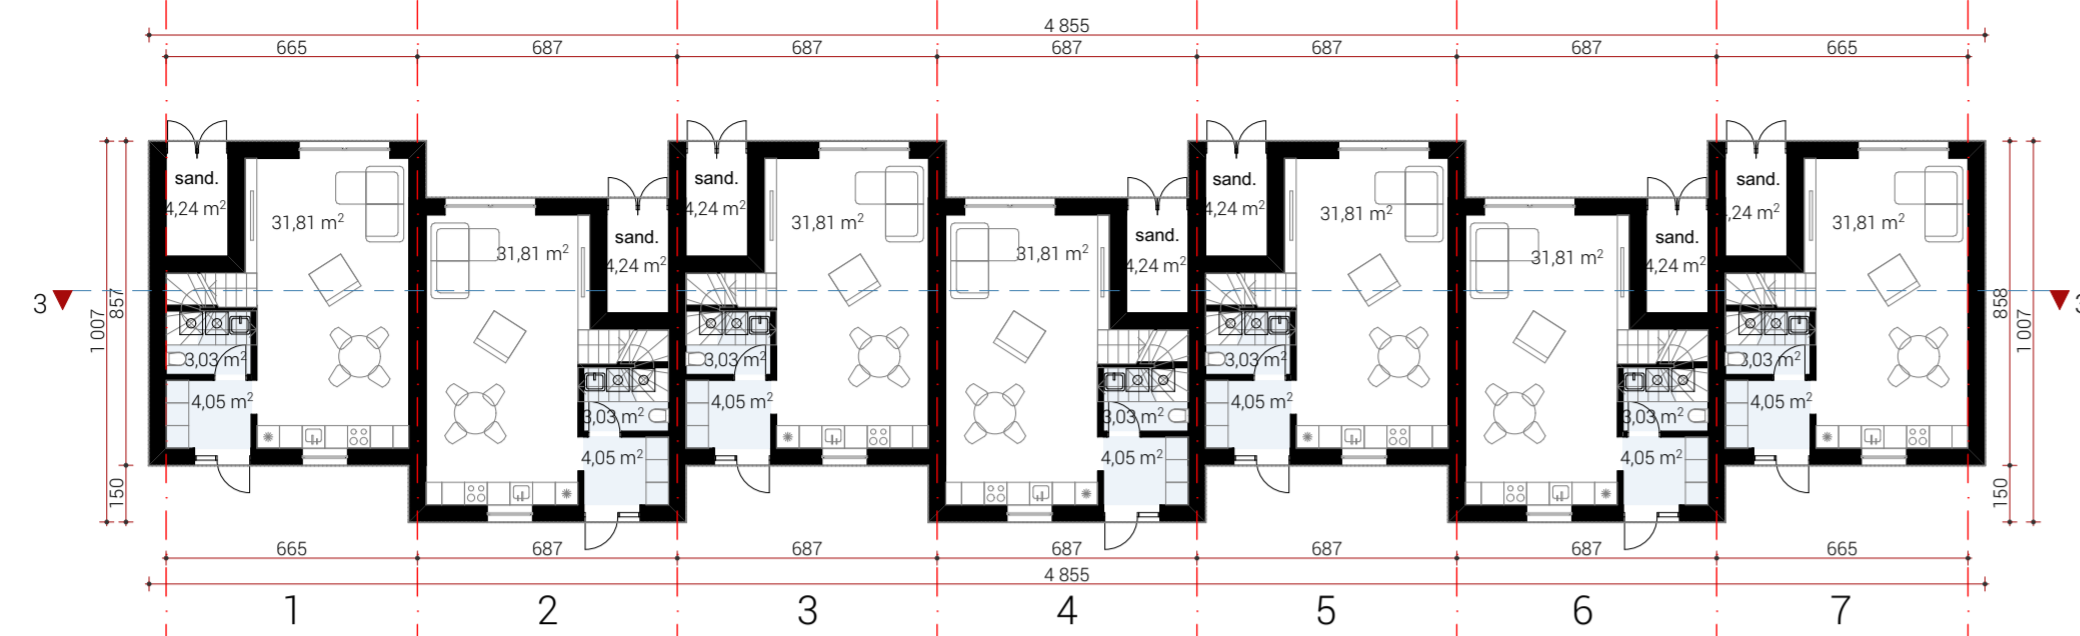 4 855
665 687 687 687 687 687 665
sand. sand. sand. sand.
4,24 m² 4,24 m² 4,24 m² ,24 m²
31,81 m² 31,81 m² 31,81 m² 31,81 m²
sand. sand. sand.
31,81 m² 31,81 m² 31,81 m²
4,24 m² 4,24 m² 4,24 m²
3 3
1 007 857 858 1 007
3,03 m² 3,03 m² 3,03 m² 3,03 m²
4,05 m² 4,05 m² 4,05 m² 4,05 m²
3,03 m² 3,03 m² 3,03 m²
4,05 m² 4,05 m² 4,05 m²
150 150
665 687 687 687 687 687 665
4 855
1 2 3 4 5 6 7